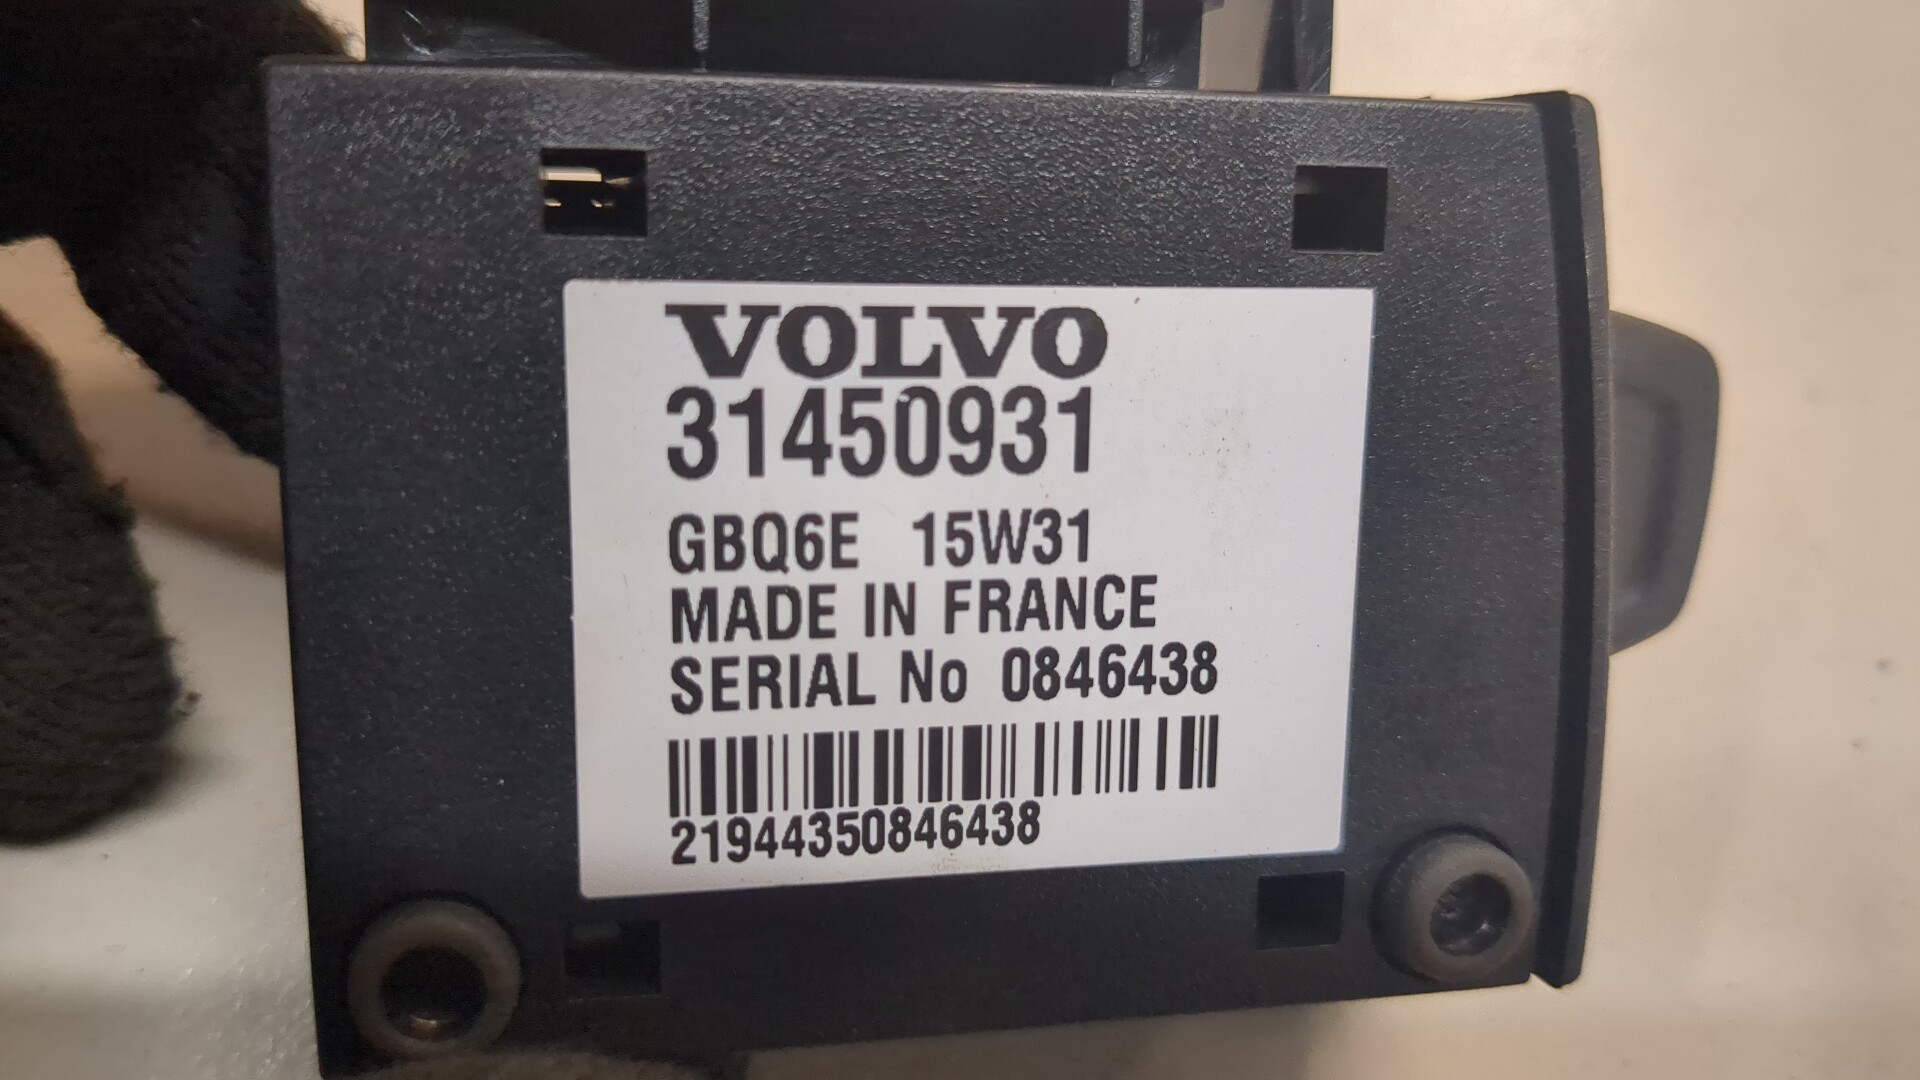 VOLVO
31450931
GBQ6E 15W31
MADE IN FRANCE
SERIAL No 0846438
21944350846438